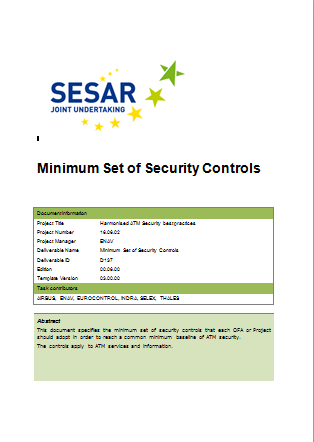 SESAR
JOINT UNDERTAKING
Minimum Set of Security Controls
Document information
Project Title Harmonised ATM Security best practices
Project Number 16.06.02
Project Manager ENAV
Deliverable Name Minimum Set of Security Controls
Deliverable ID D137
Edition 00.06.00
Template Version 03.00.00
Task contributors
AIRBUS, ENAV, EUROCONTROL, INDRA, SELEX, THALES
Abstract
This document specifies the minimum set of security controls that each OFA or Project
should adopt in order to reach a common minimum baseline of ATM security.
The controls apply to ATM services and information.